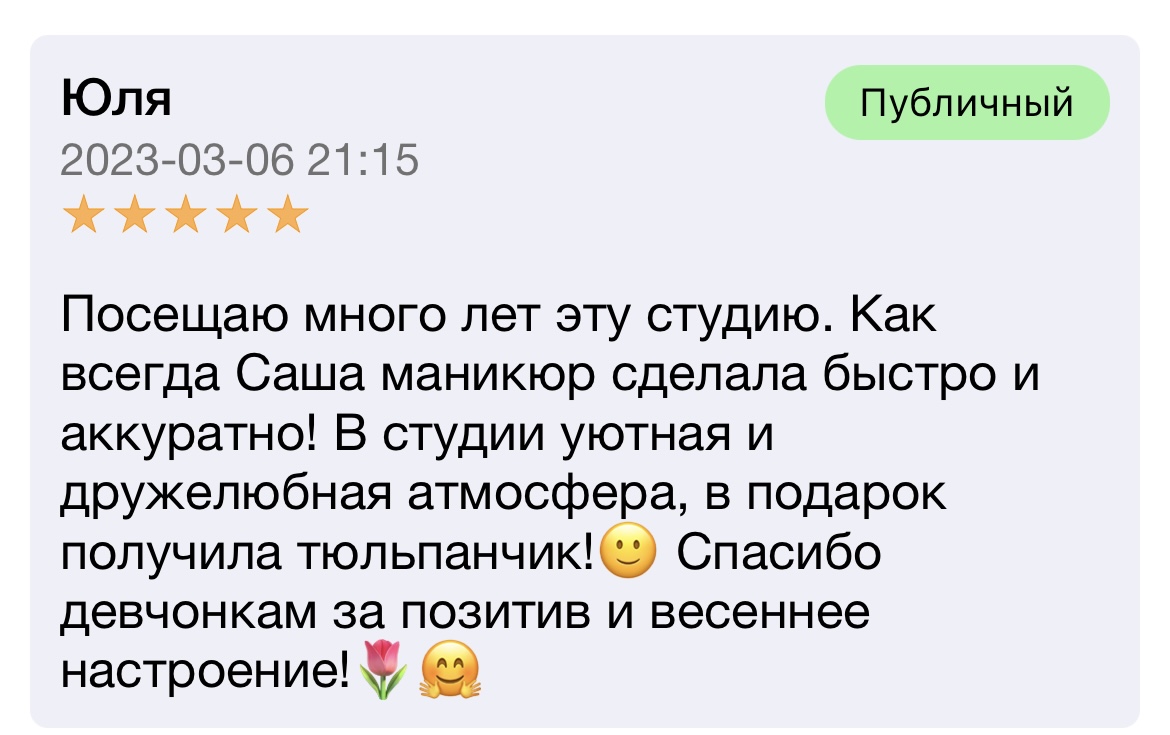 Юля
Публичный
2023-03-06 21:15
Посещаю много лет эту студию. Как
всегда Саша маникюр сделала быстро и
аккуратно! В студии уютная и
дружелюбная атмосфера, в подарок
получила тюльпанчик!🙂 Спасибо
девчонкам за позитив и весеннее
настроение!🌷🤗